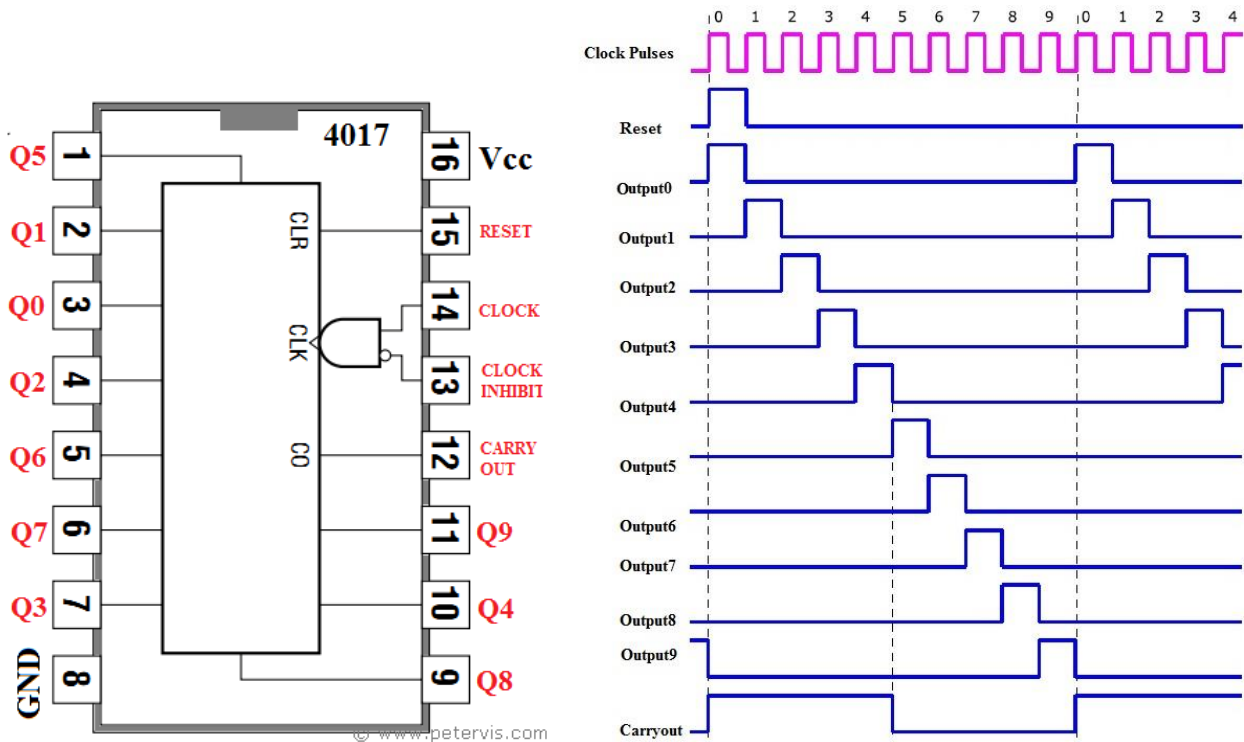 4017
Q5 1
Q1 2
Q0 3
Q2 4
Q6 5
Q7 6
Q3 7
GND 8
CLR
CLK
CO
16 Vcc
15 RESET
14 CLOCK
13 CLOCK
INHIBIT
12 CARRY
OUT
11 Q9
10 Q4
9 Q8
© www.petervis.com
0 1 2 3 4 5 6 7 8 9 0 1 2 3 4
Clock Pulses
Reset
Output0
Output1
Output2
Output3
Output4
Output5
Output6
Output7
Output8
Output9
Carryout